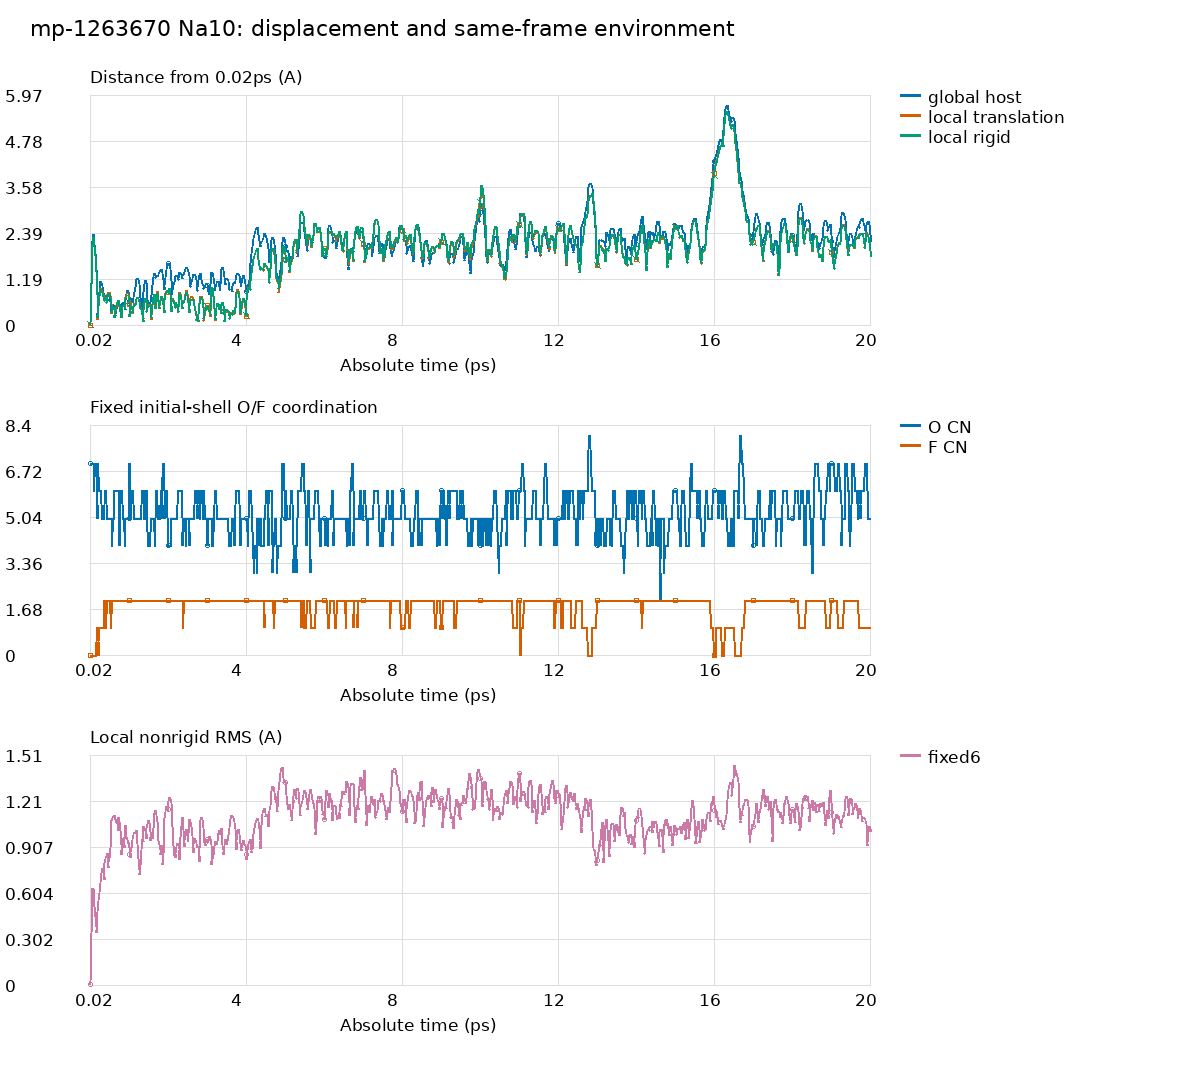 mp-1263670 Na10: displacement and same-frame environment
Distance from 0.02ps (A)
5.97
4.78
3.58
2.39
1.19
0
0.02 4 8 12 16 20
Absolute time (ps)
global host
local translation
local rigid
Fixed initial-shell O/F coordination
8.4
6.72
5.04
3.36
1.68
0
0.02 4 8 12 16 20
Absolute time (ps)
O CN
F CN
Local nonrigid RMS (A)
1.51
1.21
0.907
0.604
0.302
0
0.02 4 8 12 16 20
Absolute time (ps)
fixed6